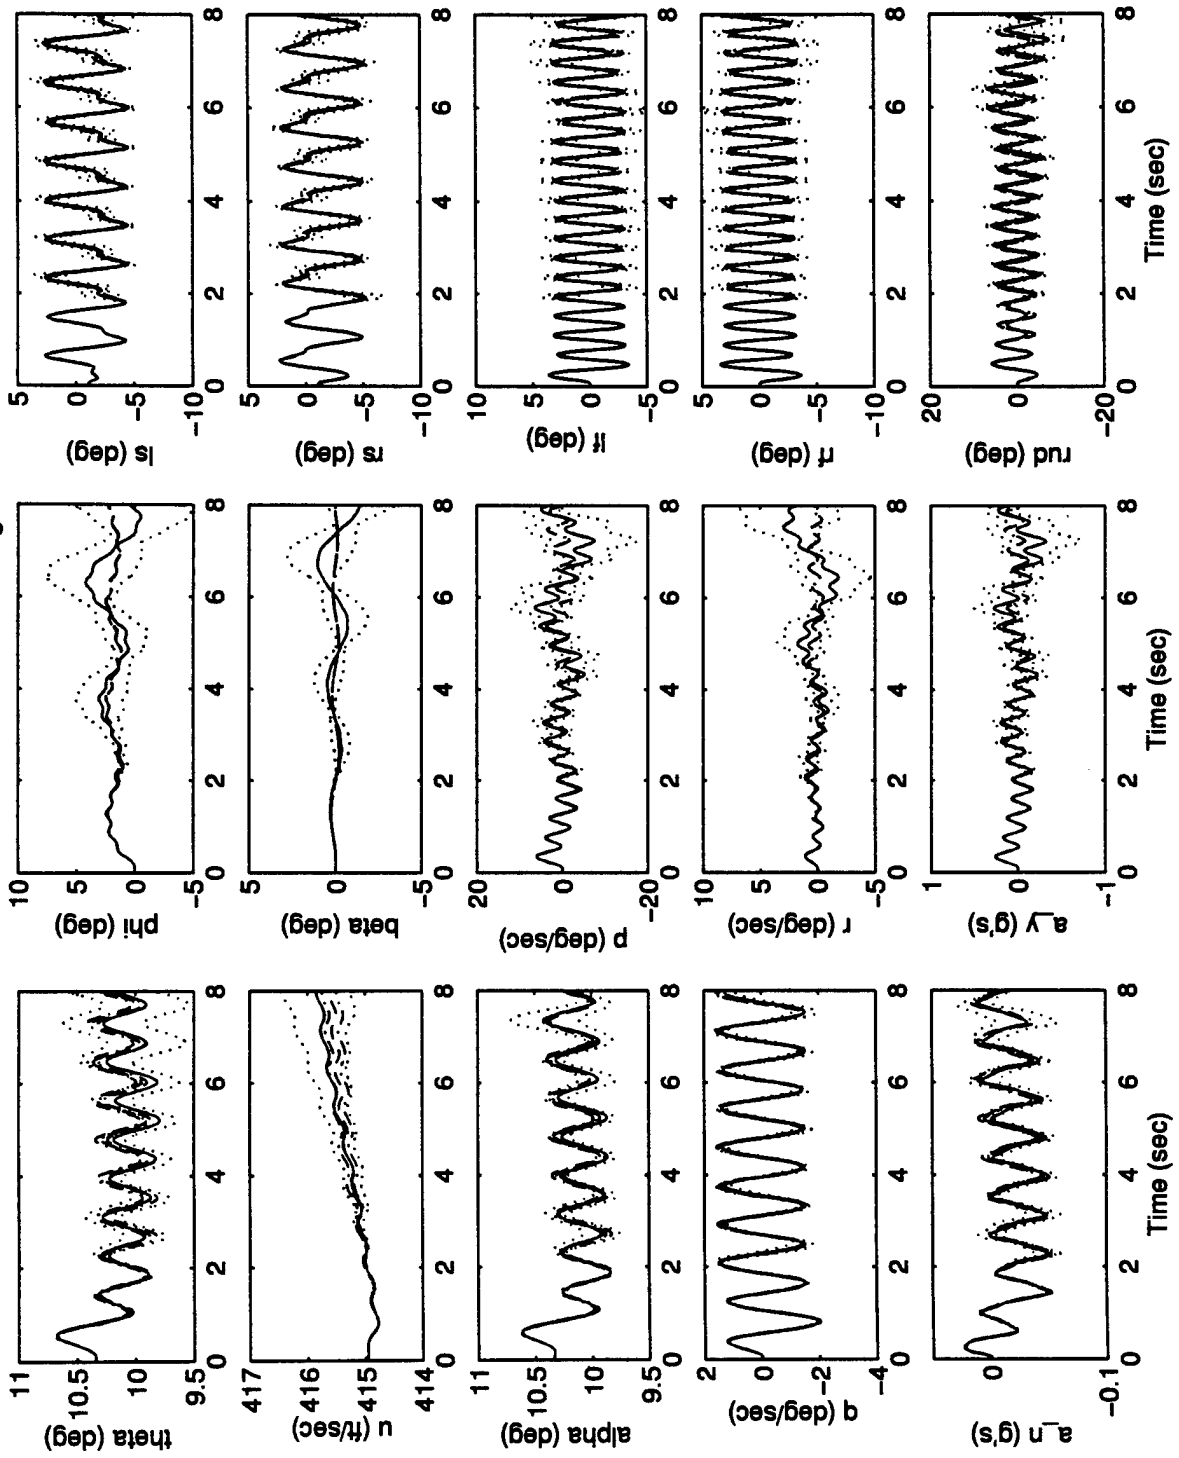 theta (deg)
11
10.5
10
9.5
0 2 4 6 8
phi (deg)
10
5
0
-5
0 2 4 6 8
ls (deg)
5
0
-5
-10
0 2 4 6 8
u (ft/sec)
417
416
415
414
0 2 4 6 8
beta (deg)
5
0
-5
0 2 4 6 8
rs (deg)
5
0
-5
-10
0 2 4 6 8
alpha (deg)
11
10.5
10
9.5
0 2 4 6 8
p (deg/sec)
20
0
-20
0 2 4 6 8
lf (deg)
10
5
0
-5
0 2 4 6 8
q (deg/sec)
2
0
-2
-4
0 2 4 6 8
r (deg/sec)
10
5
0
-5
0 2 4 6 8
rf (deg)
5
0
-5
-10
0 2 4 6 8
a_n (g's)
0
-0.1
0 2 4 6 8
Time (sec)
a_y (g's)
1
0
-1
0 2 4 6 8
Time (sec)
rud (deg)
20
0
-20
0 2 4 6 8
Time (sec)